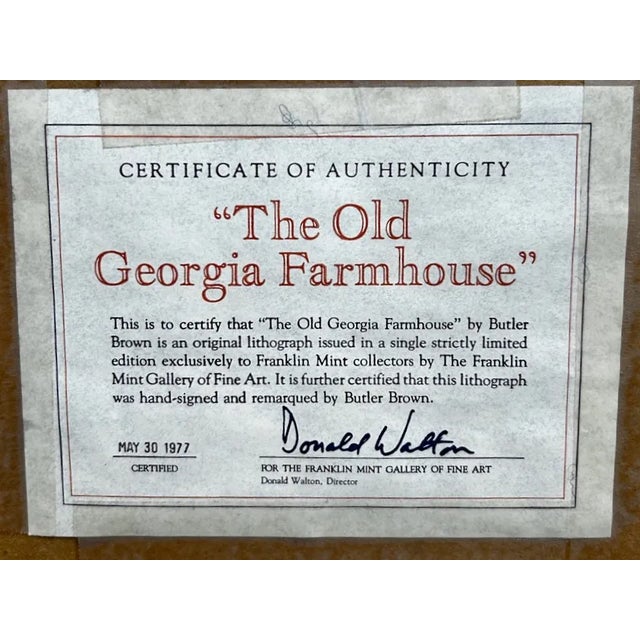 CERTIFICATE OF AUTHENTICITY
“The Old
Georgia Farmhouse”
This is to certify that “The Old Georgia Farmhouse” by Butler
Brown is an original lithograph issued in a single strictly limited
edition exclusively to Franklin Mint collectors by The Franklin
Mint Gallery of Fine Art. It is further certified that this lithograph
was hand-signed and remarqued by Butler Brown.
Donald Walton
MAY 30 1977
CERTIFIED
FOR THE FRANKLIN MINT GALLERY OF FINE ART
Donald Walton, Director